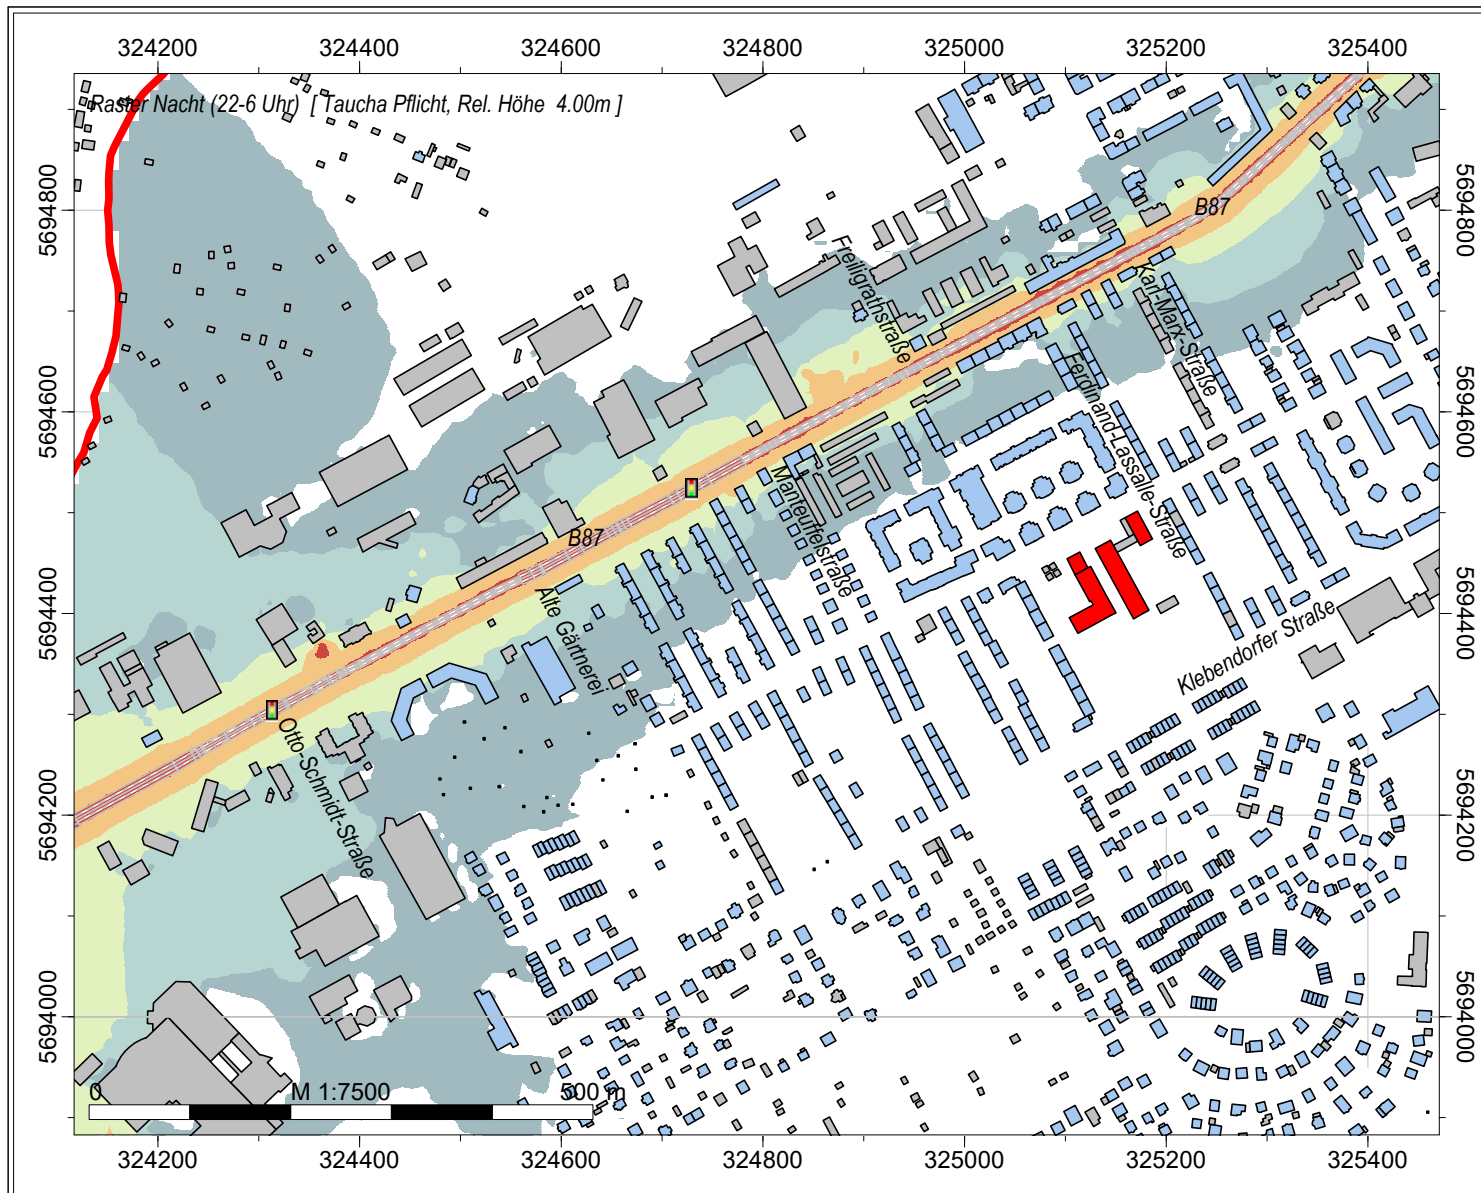 324200 324400 324600 324800 325000 325200 325400
Raster Nacht (22-6 Uhr) [ Taucha Pflicht, Rel. Höhe 4.00m ]
5694800
5694800
B87
Freiligrathstraße
Karl-Marx-Straße
5694600
5694600
Ferdinand-Lassalle-Straße
Manteuffelstraße
B87
5694400
5694400
Alte Gärtnerei
Klebendorfer Straße
Otto-Schmidt-Straße
5694200
5694200
5694000
5694000
0 M 1:7500 500 m
324200 324400 324600 324800 325000 325200 325400